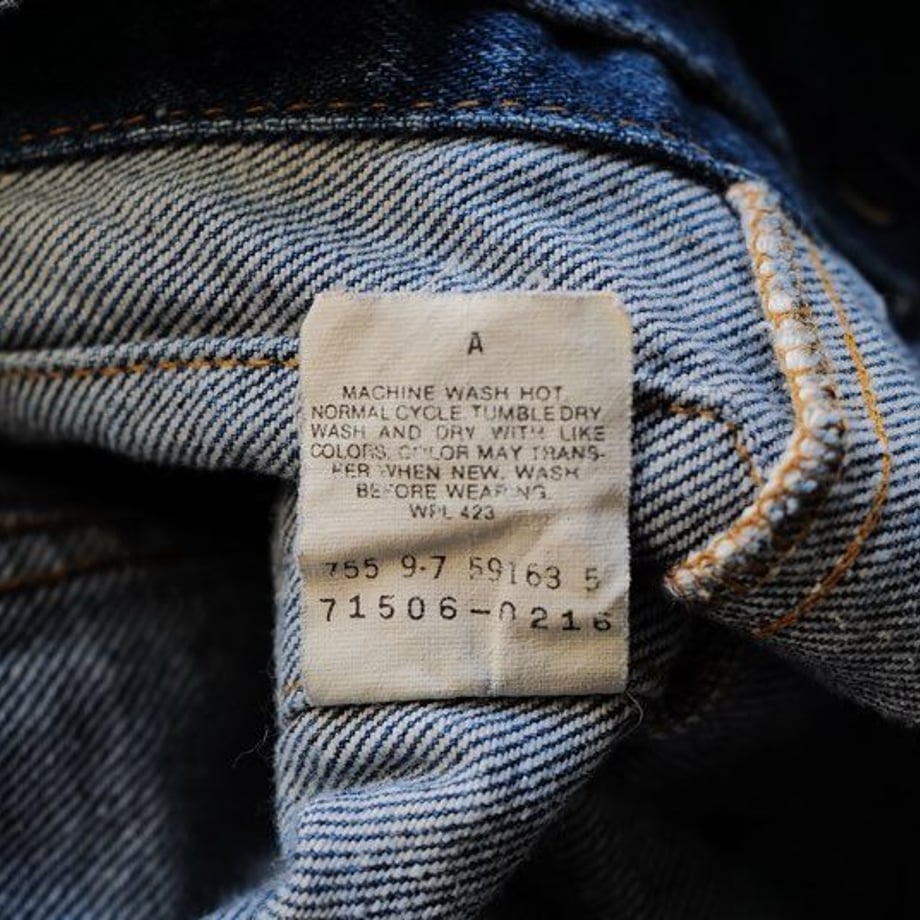 A
MACHINE WASH HOT
NORMAL CYCLE TUMBLE DRY.
WASH AND DRY WITH LIKE
COLORS. COLOR MAY TRANS-
FER WHEN NEW. WASH
BEFORE WEARING.
WPL 423
755 9-7 59163 5
71506-0216